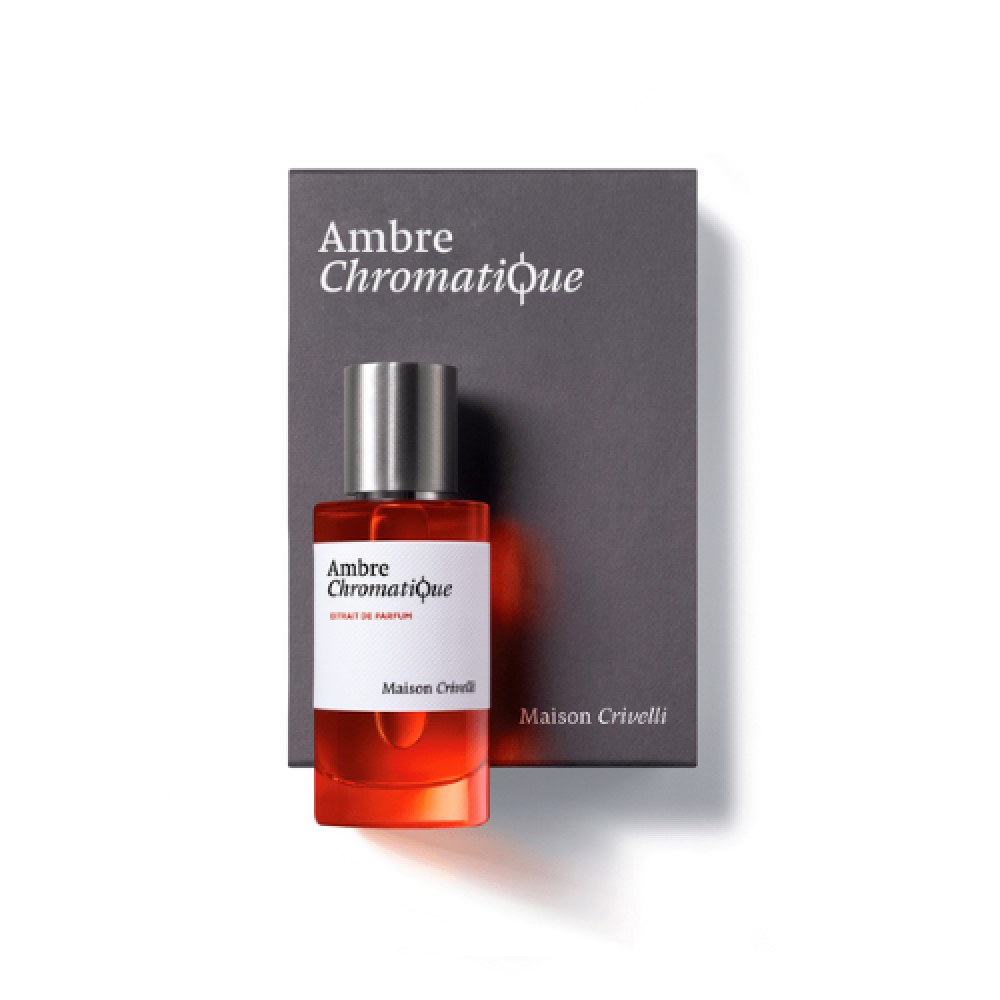 Ambre
ChromatiQue
Maison Crivelli
Ambre
ChromatiQue
EXTRAIT DE PARFUM
Maison Crivelli